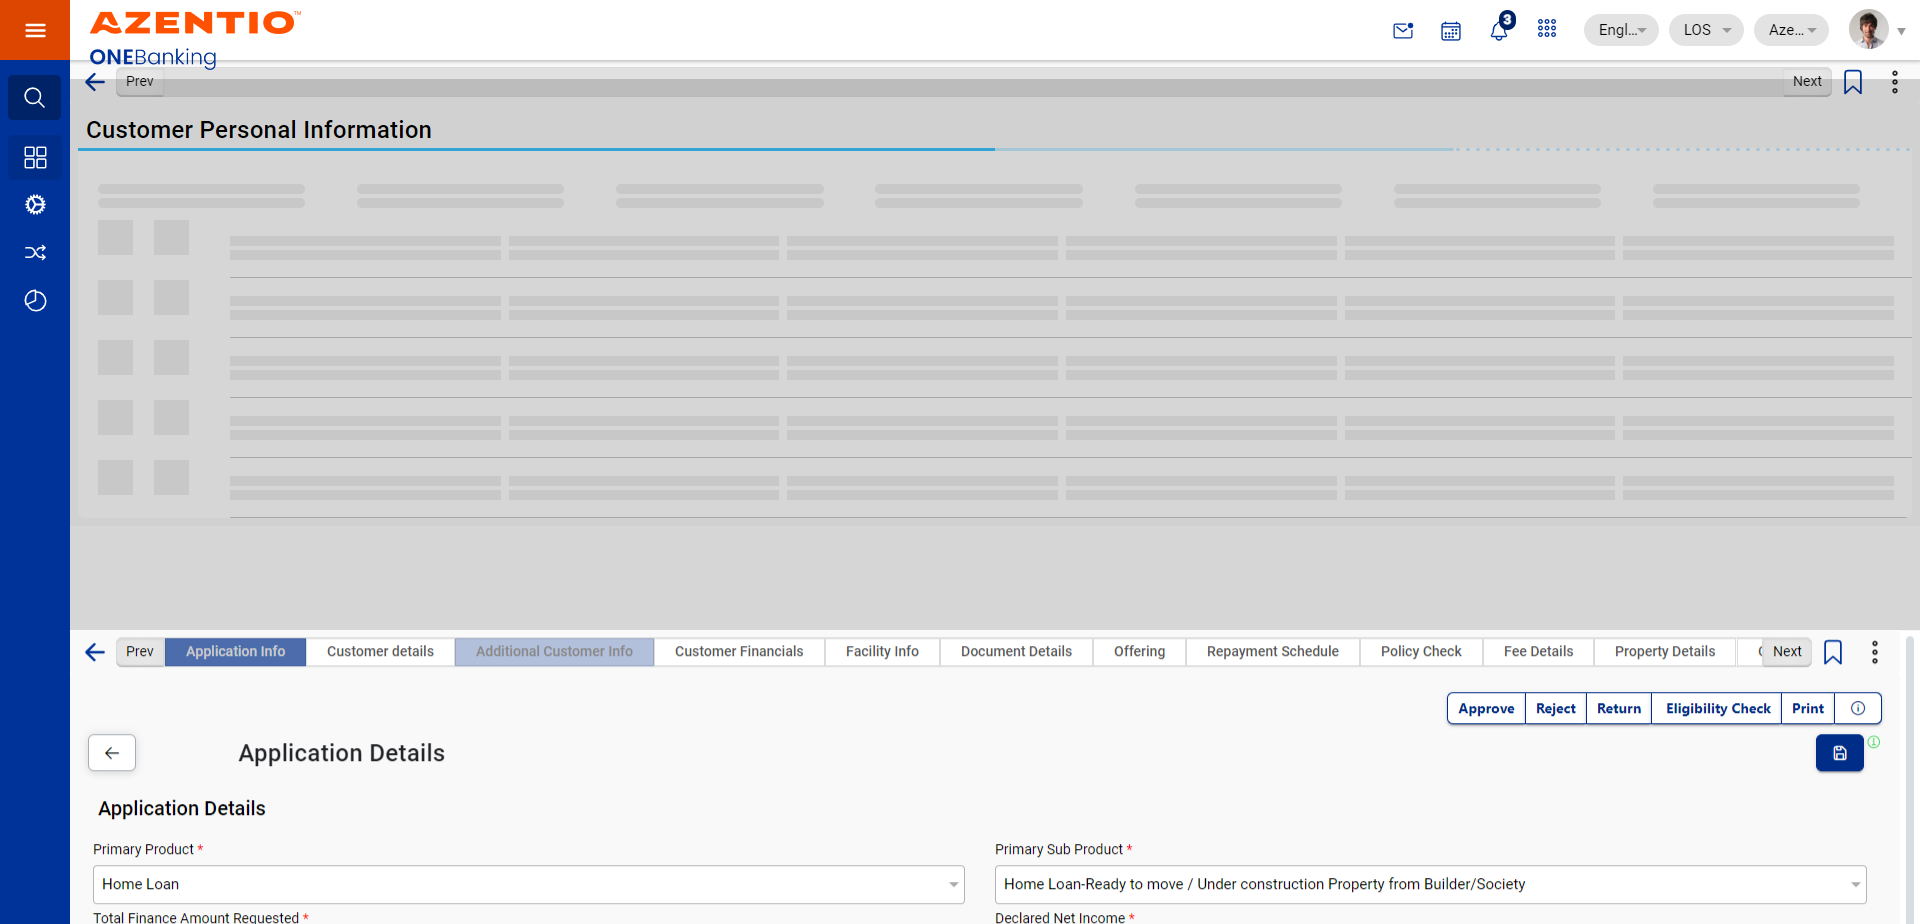 AZENTIO™
ONEBanking
3
Engl...
LOS
Aze...
Prev
Next
Customer Personal Information
Prev
Application Info
Customer details
Additional Customer Info
Customer Financials
Facility Info
Document Details
Offering
Repayment Schedule
Policy Check
Fee Details
Property Details
Next
Approve
Reject
Return
Eligibility Check
Print
Application Details
Application Details
Primary Product *
Primary Sub Product *
Home Loan
Home Loan-Ready to move / Under construction Property from Builder/Society
Total Finance Amount Requested *
Declared Net Income *